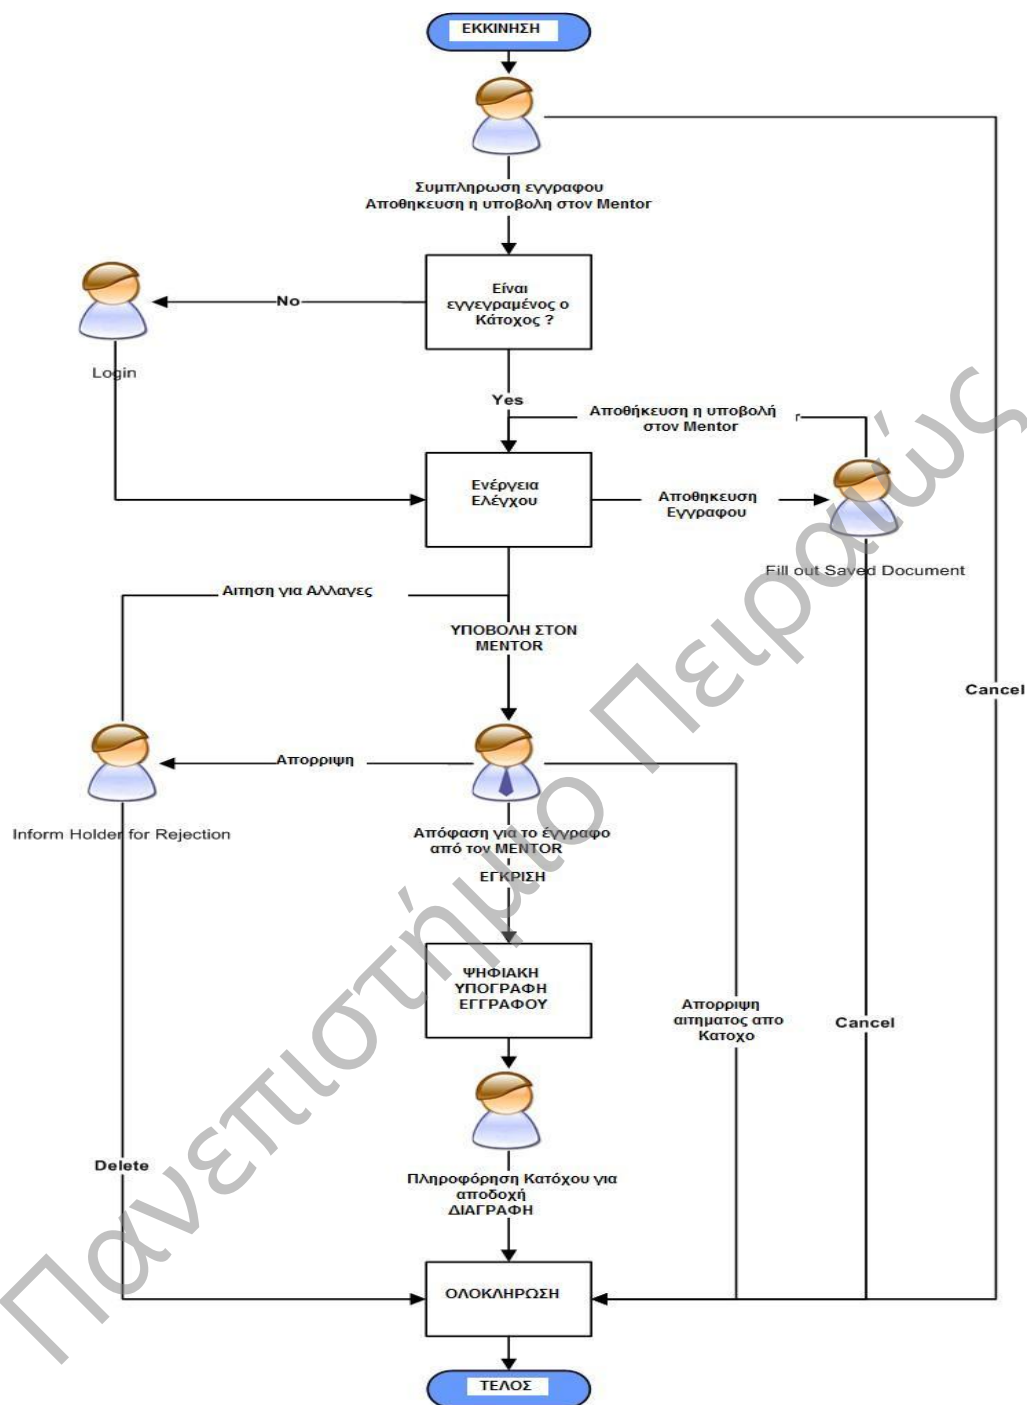 ΕΚΚΙΝΗΣΗ
Συμπληρωση εγγραφου
Αποθηκευση η υποβολη στον Mentor
Είναι
εγγεγραμένος ο
Κάτοχος ?
No
Login
Yes
Αποθήκευση η υποβολή
στον Mentor
Ενέργεια
Ελέγχου
Αποθηκευση
Εγγραφου
Fill out Saved Document
Αιτηση για Αλλαγες
ΥΠΟΒΟΛΗ ΣΤΟΝ
MENTOR
Cancel
Απορριψη
Inform Holder for Rejection
Απόφαση για το έγγραφο
από τον MENTOR
ΕΓΚΡΙΣΗ
ΨΗΦΙΑΚΗ
ΥΠΟΓΡΑΦΗ
ΕΓΓΡΑΦΟΥ
Απορριψη
αιτηματος απο
Κατοχο
Cancel
Delete
Πληροφόρηση Κατόχου για
αποδοχή
ΔΙΑΓΡΑΦΗ
ΟΛΟΚΛΗΡΩΣΗ
ΤΕΛΟΣ
Πανεπιστήμιο Πειραιώς